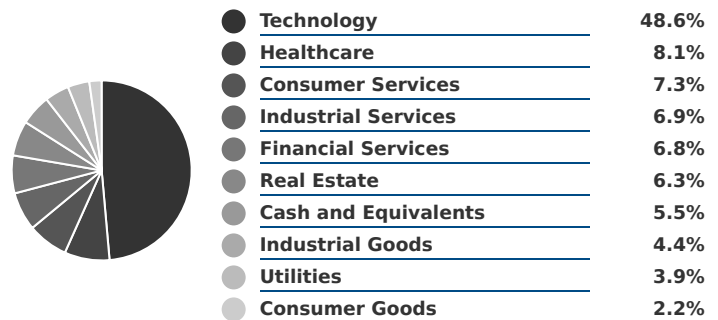 Technology 48.6%
Healthcare 8.1%
Consumer Services 7.3%
Industrial Services 6.9%
Financial Services 6.8%
Real Estate 6.3%
Cash and Equivalents 5.5%
Industrial Goods 4.4%
Utilities 3.9%
Consumer Goods 2.2%